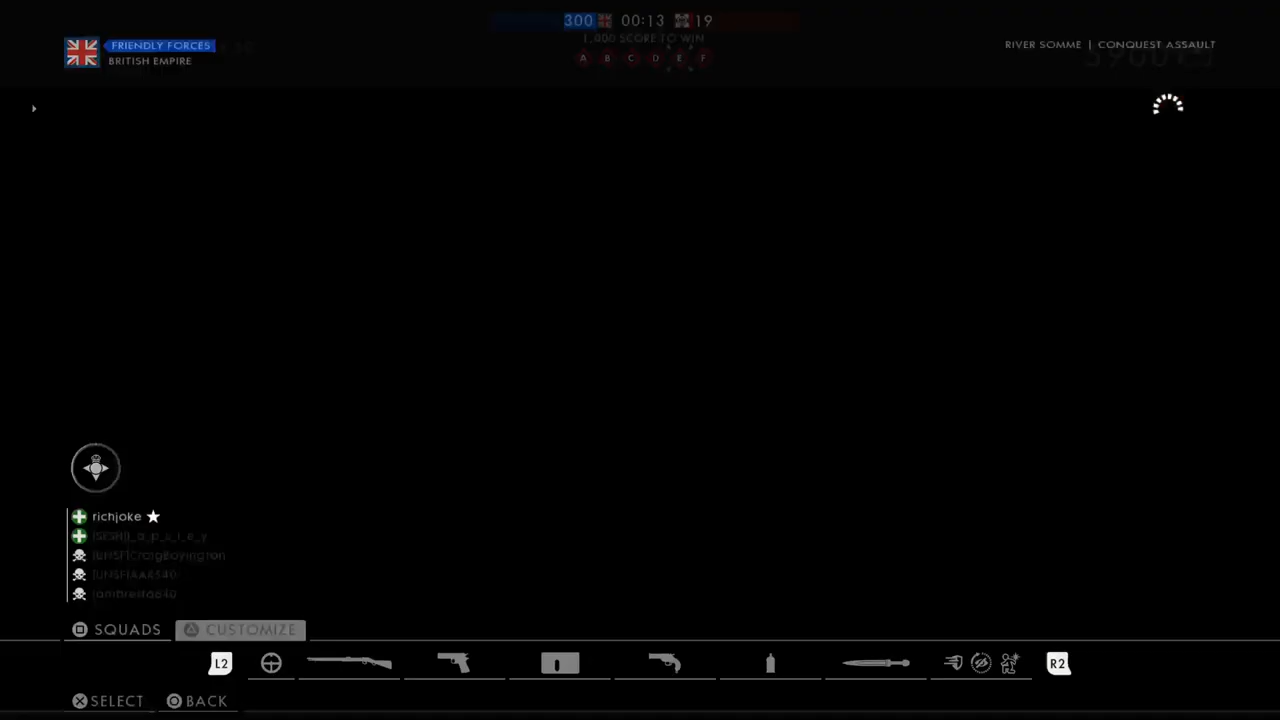 300 00:13 19
1,000 SCORE TO WIN
A B C D E F
FRIENDLY FORCES
BRITISH EMPIRE
RIVER SOMME | CONQUEST ASSAULT
richjoke
SQUADS CUSTOMIZE
L2 R2
SELECT BACK